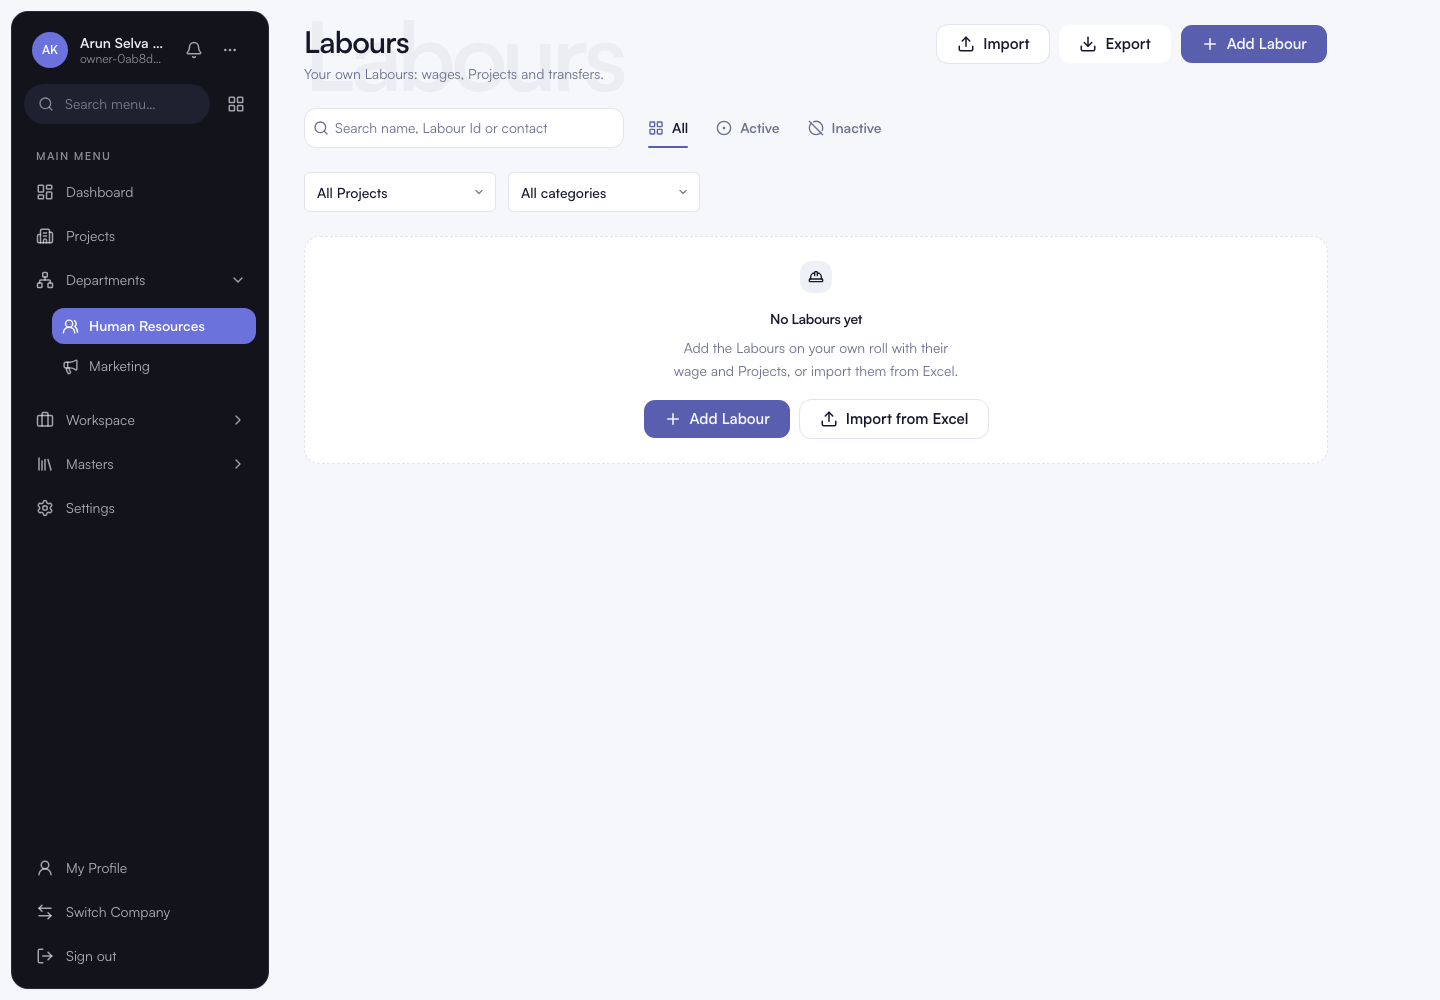 AK
Arun Selva ...
owner-0ab8d...
Search menu...
MAIN MENU
Dashboard
Projects
Departments
Human Resources
Marketing
Workspace
Masters
Settings
My Profile
Switch Company
Sign out
Labours
Labours
Your own Labours: wages, Projects and transfers.
Import
Export
Add Labour
Search name, Labour Id or contact
All
Active
Inactive
All Projects
All categories
No Labours yet
Add the Labours on your own roll with their
wage and Projects, or import them from Excel.
Add Labour
Import from Excel